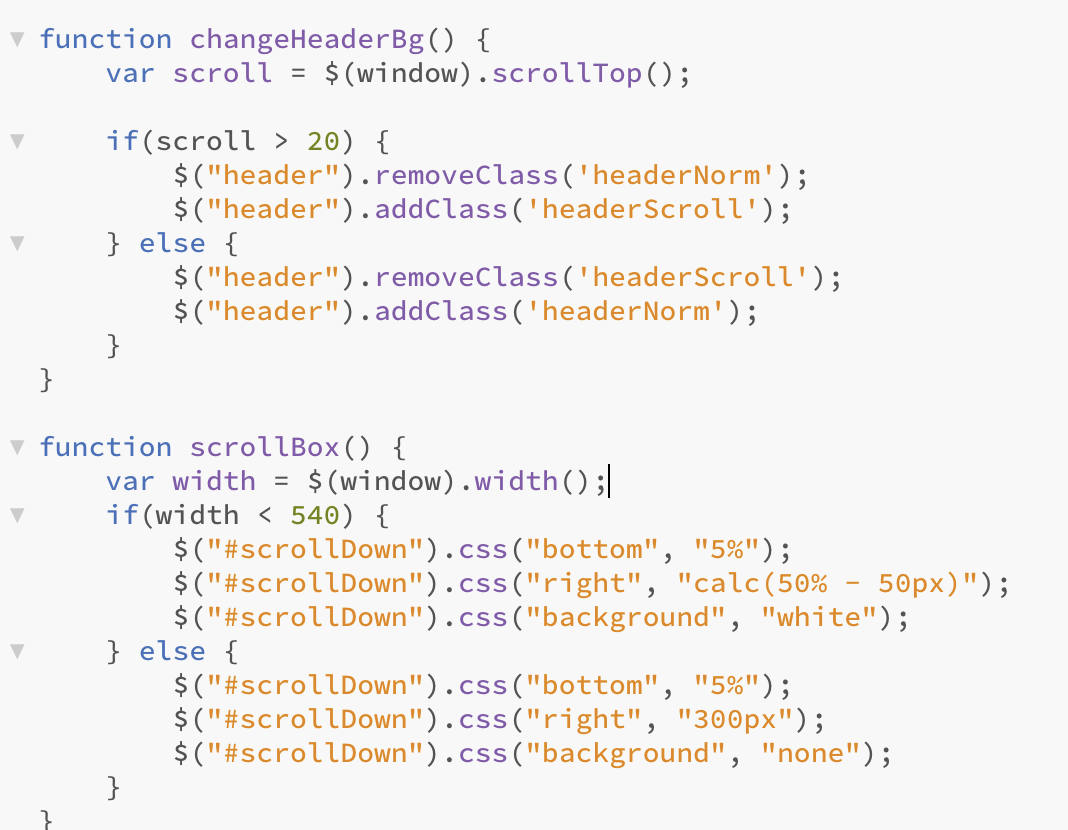 function changeHeaderBg() {
    var scroll = $(window).scrollTop();

    if(scroll > 20) {
        $("header").removeClass('headerNorm');
        $("header").addClass('headerScroll');
    } else {
        $("header").removeClass('headerScroll');
        $("header").addClass('headerNorm');
    }
}

function scrollBox() {
    var width = $(window).width();
    if(width < 540) {
        $("#scrollDown").css("bottom", "5%");
        $("#scrollDown").css("right", "calc(50% - 50px)");
        $("#scrollDown").css("background", "white");
    } else {
        $("#scrollDown").css("bottom", "5%");
        $("#scrollDown").css("right", "300px");
        $("#scrollDown").css("background", "none");
    }
}